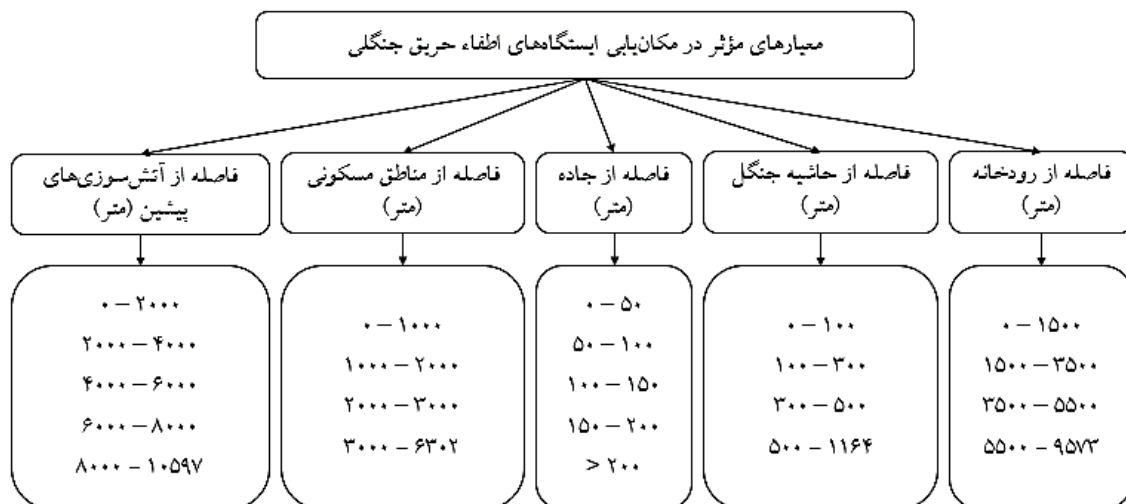 معیارهای مؤثر در مکان‌یابی ایستگاه‌های اطفاء حریق جنگلی
فاصله از رودخانه
(متر)
۰ – ۱۵۰۰
۱۵۰۰ – ۳۵۰۰
۳۵۰۰ – ۵۵۰۰
۵۵۰۰ – ۹۵۷۳
فاصله از حاشیه جنگل
(متر)
۰ – ۱۰۰
۱۰۰ – ۳۰۰
۳۰۰ – ۵۰۰
۵۰۰ – ۱۱۶۴
فاصله از جاده
(متر)
۰ – ۵۰
۵۰ – ۱۰۰
۱۰۰ – ۱۵۰
۱۵۰ – ۲۰۰
> ۲۰۰
فاصله از مناطق مسکونی
(متر)
۰ – ۱۰۰۰
۱۰۰۰ – ۲۰۰۰
۲۰۰۰ – ۳۰۰۰
۳۰۰۰ – ۶۳۰۲
فاصله از آتش‌سوزی‌های
پیشین (متر)
۰ – ۲۰۰۰
۲۰۰۰ – ۴۰۰۰
۴۰۰۰ – ۶۰۰۰
۶۰۰۰ – ۸۰۰۰
۸۰۰۰ – ۱۰۵۹۷